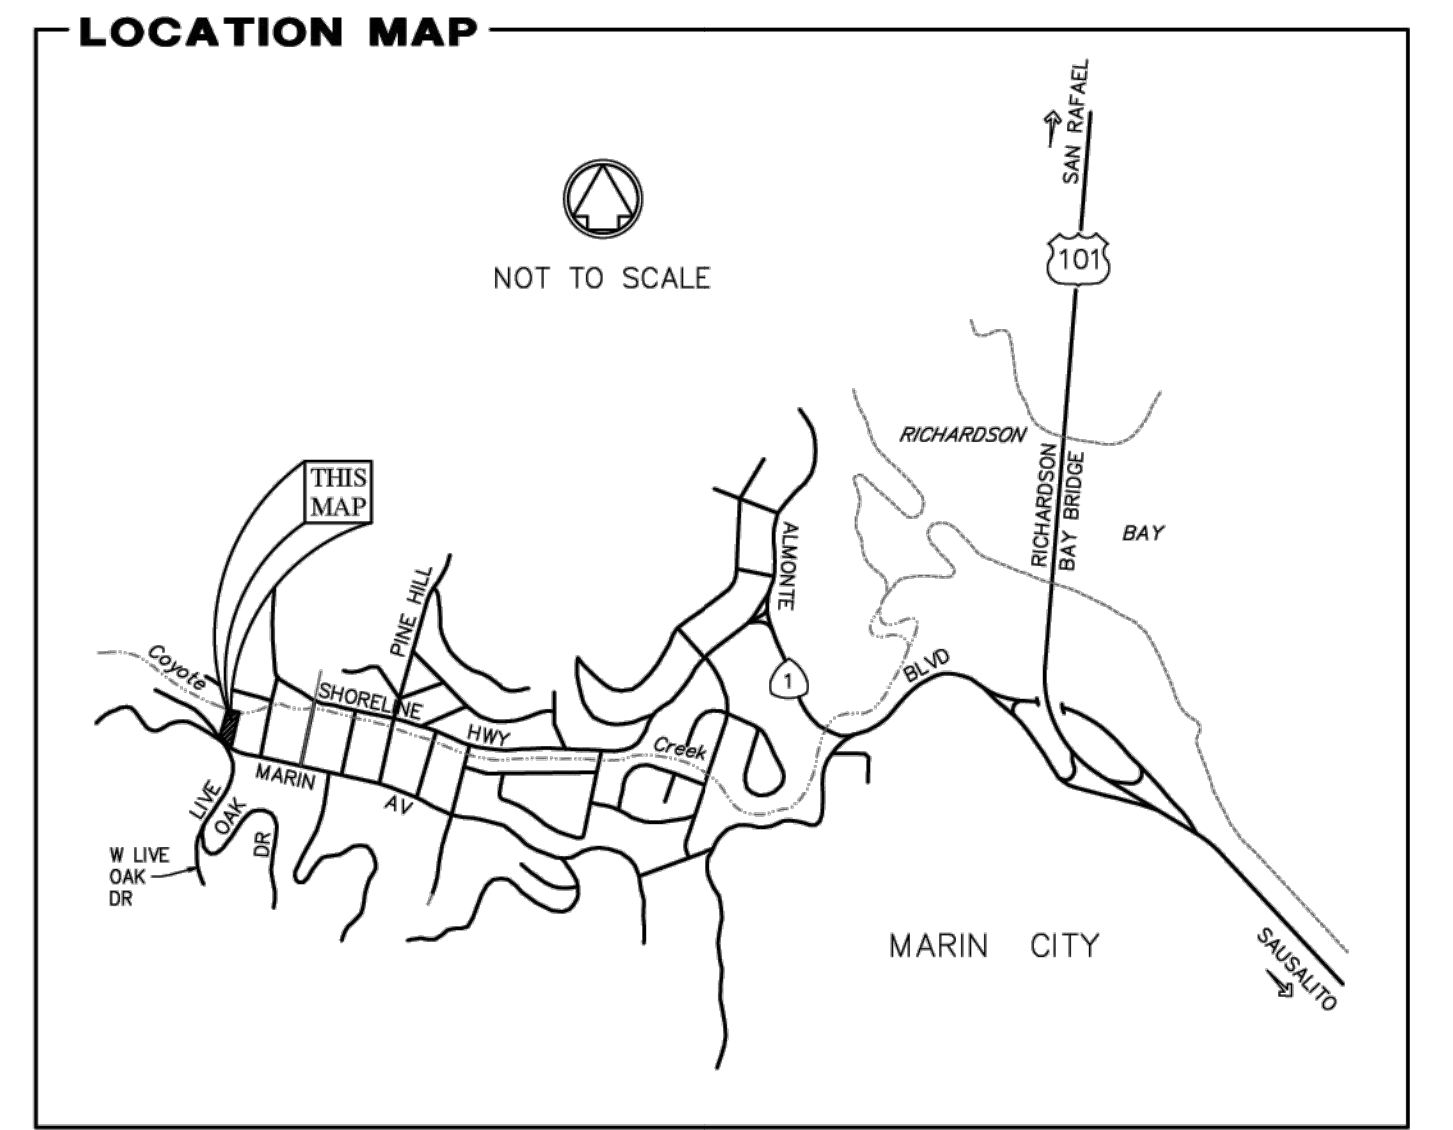 LOCATION MAP
SAN RAFAEL
101
NOT TO SCALE
RICHARDSON
RICHARDSON
BAY BRIDGE
BAY
THIS
MAP
ALMONTE
PINE HILL
BLVD
Coyote
SHORELINE
1
HWY
Creek
MARIN
AV
LIVE
OAK
DR
W LIVE
OAK
DR
MARIN CITY
SAUSALITO